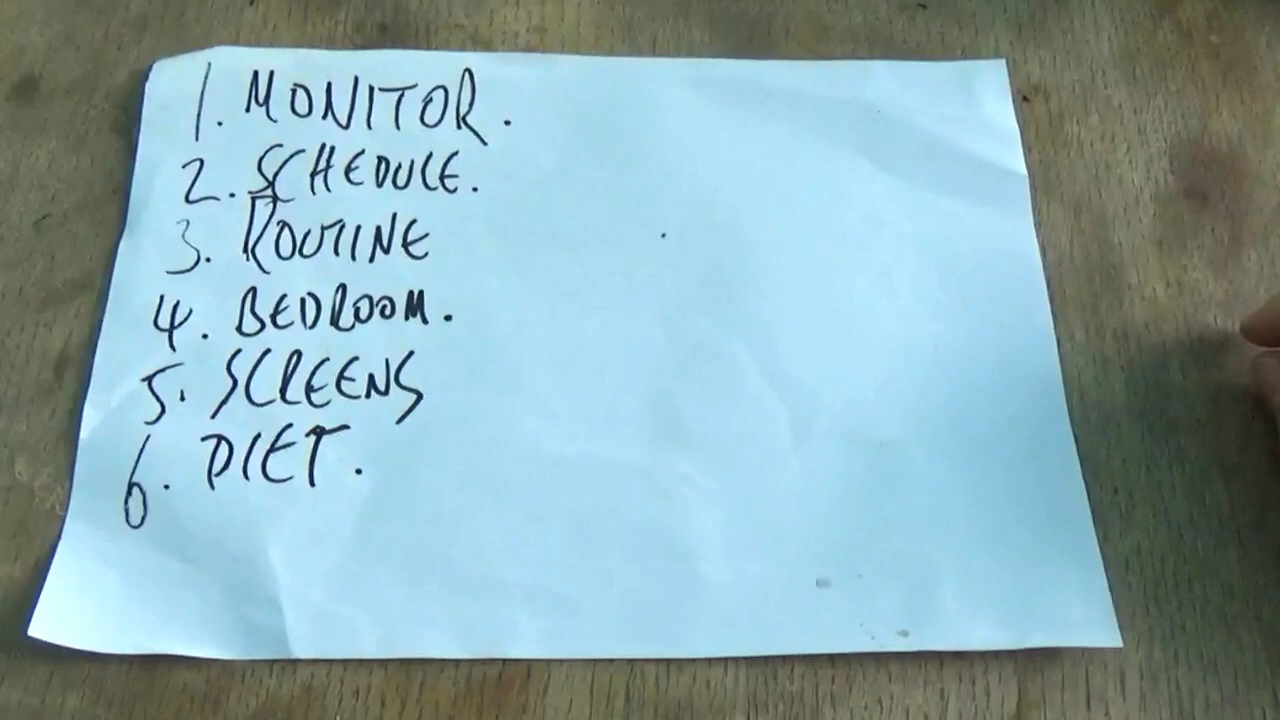 1. MONITOR.
2. SCHEDULE.
3. ROUTINE
4. BEDROOM.
5. SCREENS
6. DIET.